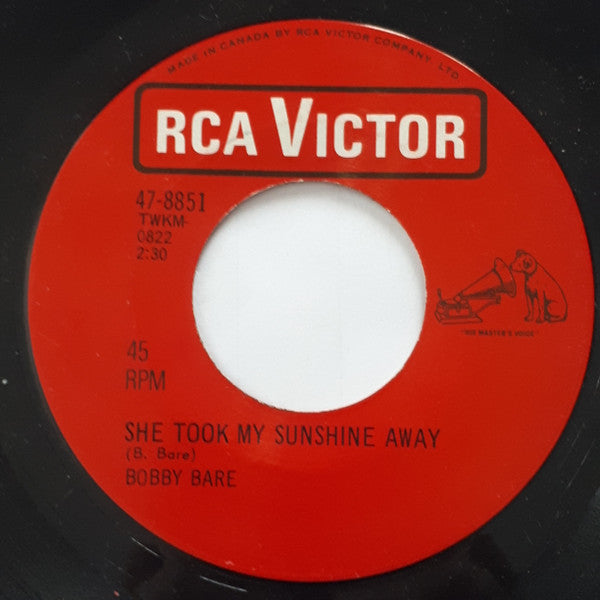 MADE IN CANADA BY RCA VICTOR COMPANY, LTD.
RCA VICTOR
47-8851
TWKM-
0822
2:30
"HIS MASTER'S VOICE"
45
RPM
SHE TOOK MY SUNSHINE AWAY
(B. Bare)
BOBBY BARE